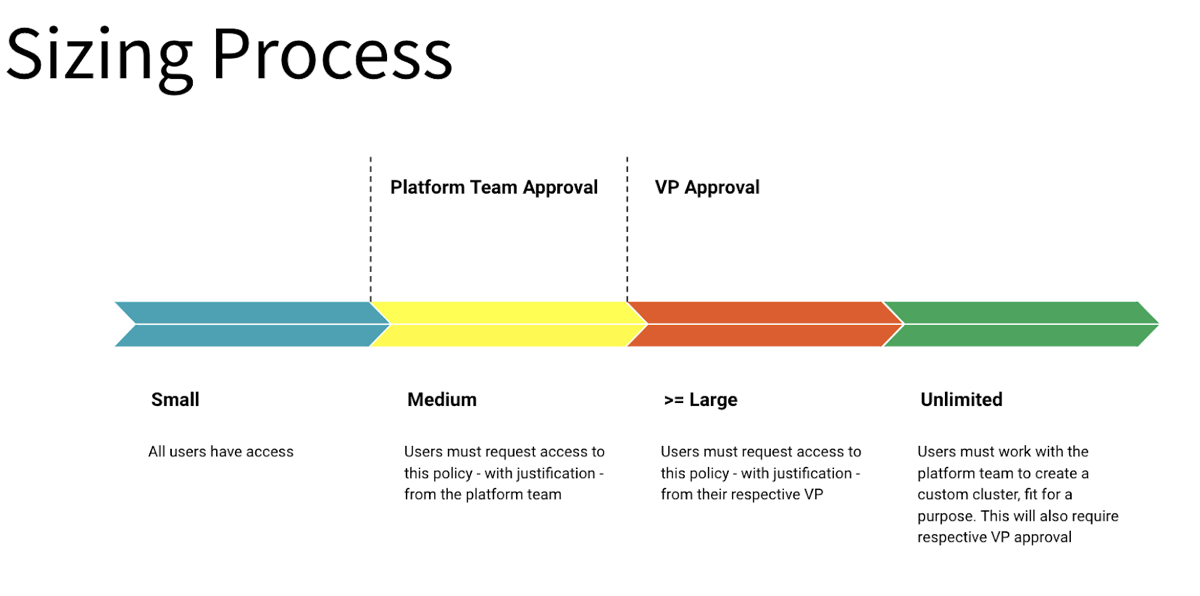 Sizing Process
Platform Team Approval
VP Approval
Small
Medium
>= Large
Unlimited
All users have access
Users must request access to
this policy - with justification -
from the platform team
Users must request access to
this policy - with justification -
from their respective VP
Users must work with the
platform team to create a
custom cluster, fit for a
purpose. This will also require
respective VP approval